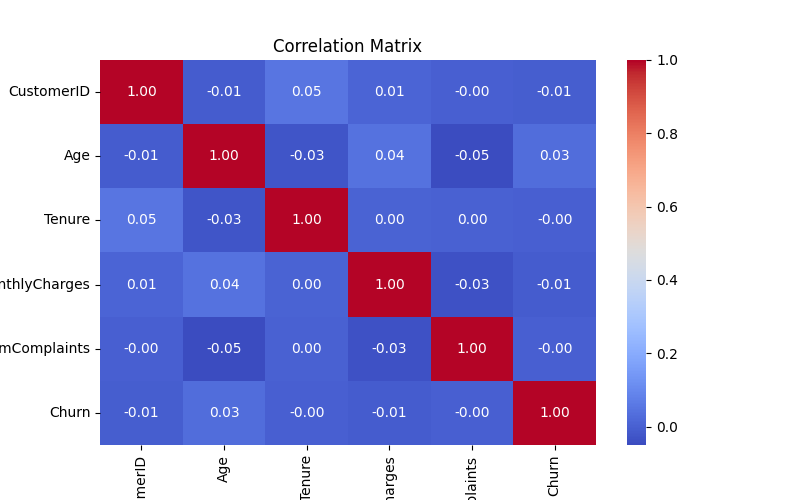 Correlation Matrix
CustomerID 1.00 -0.01 0.05 0.01 -0.00 -0.01
Age -0.01 1.00 -0.03 0.04 -0.05 0.03
Tenure 0.05 -0.03 1.00 0.00 0.00 -0.00
nthlyCharges 0.01 0.04 0.00 1.00 -0.03 -0.01
mComplaints -0.00 -0.05 0.00 -0.03 1.00 -0.00
Churn -0.01 0.03 -0.00 -0.01 -0.00 1.00
merID Age Tenure harges plaints Churn
1.0
0.8
0.6
0.4
0.2
0.0